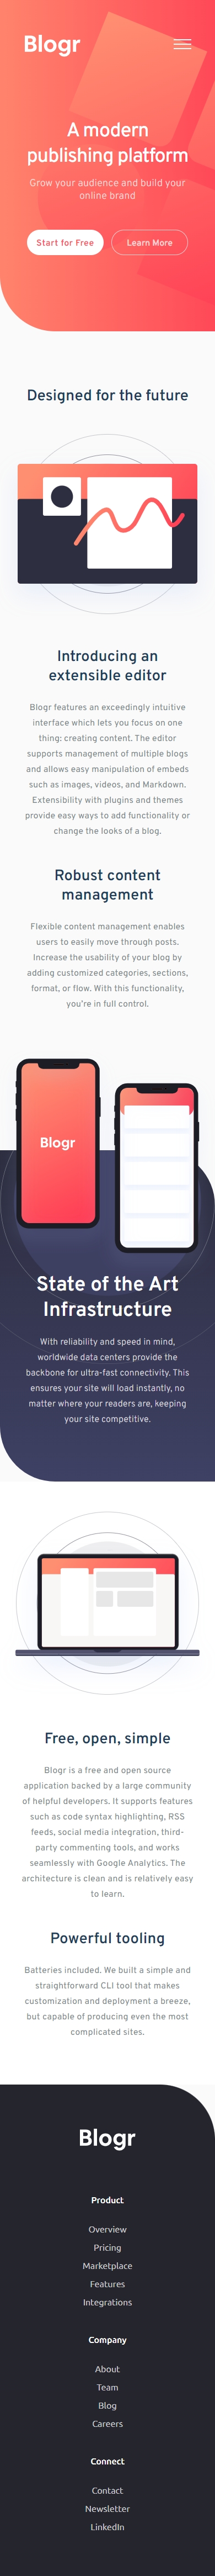 Blogr
A modern
publishing platform
Grow your audience and build your
online brand
Start for Free
Learn More
Designed for the future
Introducing an
extensible editor
Blogr features an exceedingly intuitive
interface which lets you focus on one
thing: creating content. The editor
supports management of multiple blogs
and allows easy manipulation of embeds
such as images, videos, and Markdown.
Extensibility with plugins and themes
provide easy ways to add functionality or
change the looks of a blog.
Robust content
management
Flexible content management enables
users to easily move through posts.
Increase the usability of your blog by
adding customized categories, sections,
format, or flow. With this functionality,
you're in full control.
Blogr
State of the Art
Infrastructure
With reliability and speed in mind,
worldwide data centers provide the
backbone for ultra-fast connectivity. This
ensures your site will load instantly, no
matter where your readers are, keeping
your site competitive.
Free, open, simple
Blogr is a free and open source
application backed by a large community
of helpful developers. It supports features
such as code syntax highlighting, RSS
feeds, social media integration, third-
party commenting tools, and works
seamlessly with Google Analytics. The
architecture is clean and is relatively easy
to learn.
Powerful tooling
Batteries included. We built a simple and
straightforward CLI tool that makes
customization and deployment a breeze,
but capable of producing even the most
complicated sites.
Blogr
Product
Overview
Pricing
Marketplace
Features
Integrations
Company
About
Team
Blog
Careers
Connect
Contact
Newsletter
LinkedIn